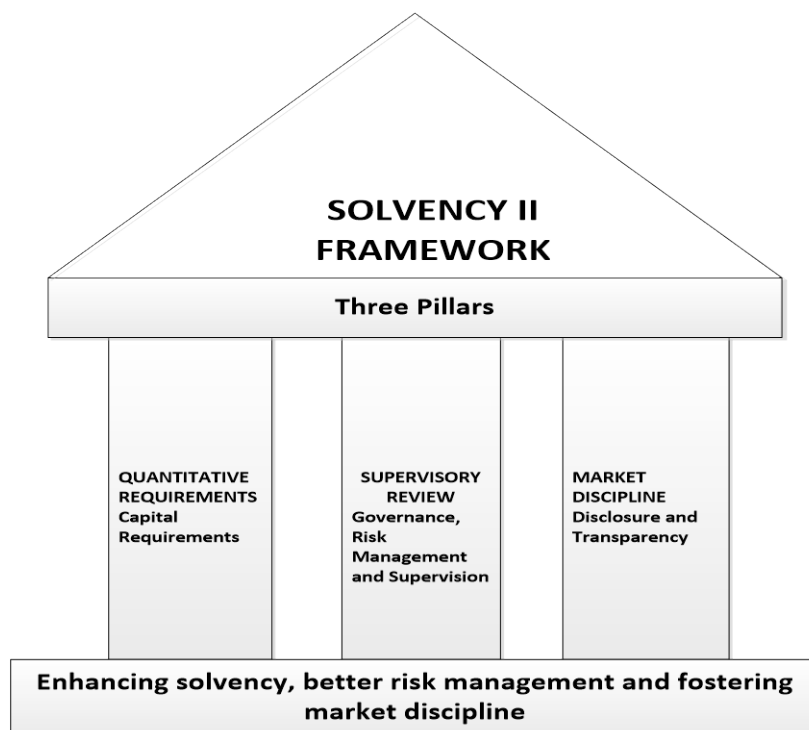 SOLVENCY II
FRAMEWORK
Three Pillars
QUANTITATIVE
REQUIREMENTS
Capital
Requirements
SUPERVISORY
REVIEW
Governance,
Risk
Management
and Supervision
MARKET
DISCIPLINE
Disclosure and
Transparency
Enhancing solvency, better risk management and fostering
market discipline